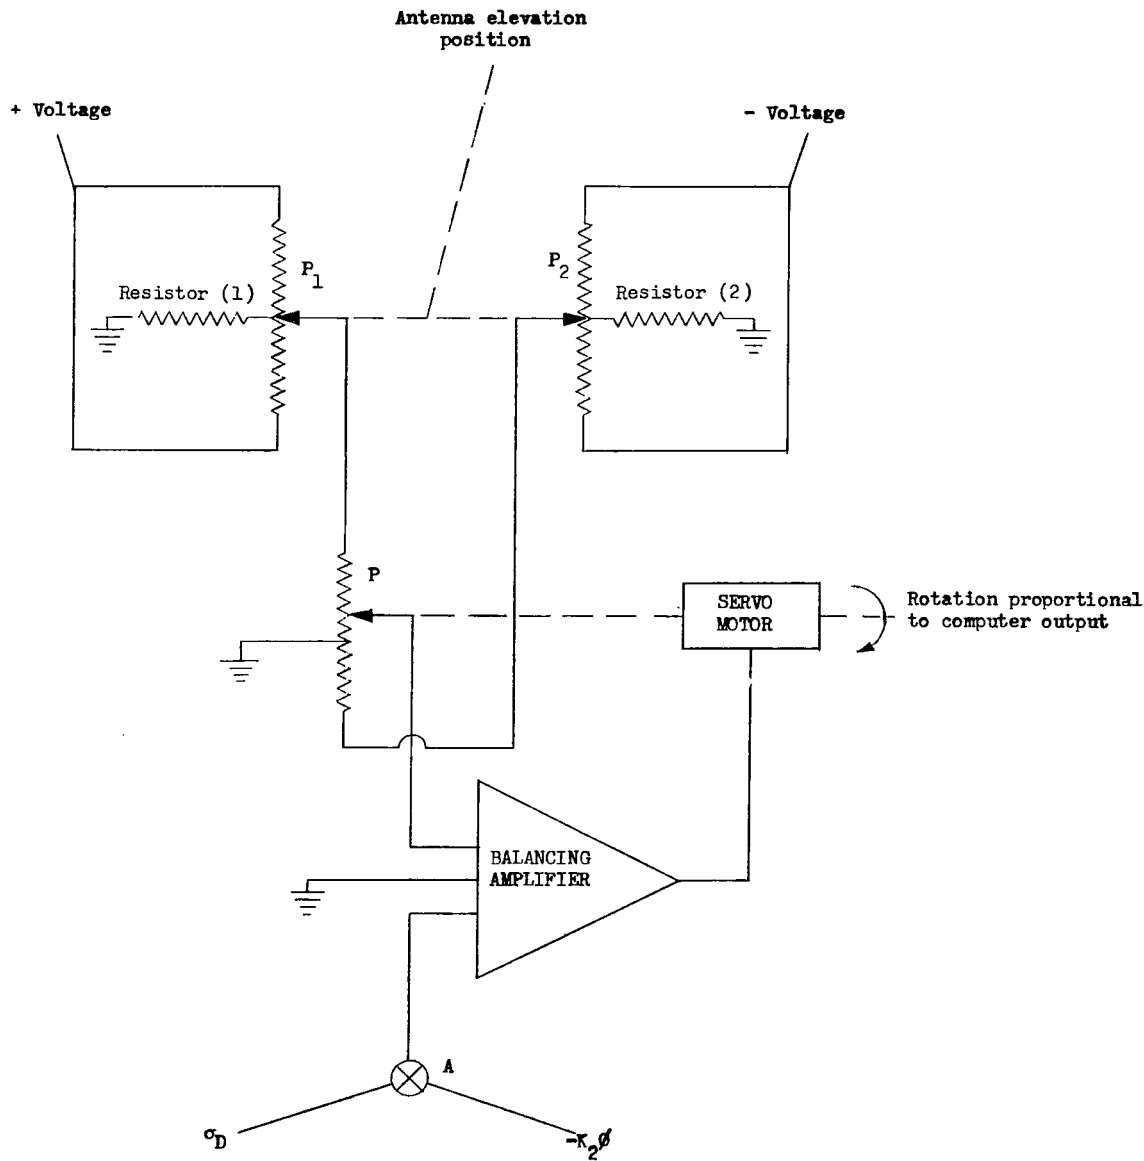 Antenna elevation
position
+ Voltage
- Voltage
P1
P2
Resistor (1)
Resistor (2)
P
SERVO
MOTOR
Rotation proportional
to computer output
BALANCING
AMPLIFIER
A
σD
-K2Ø